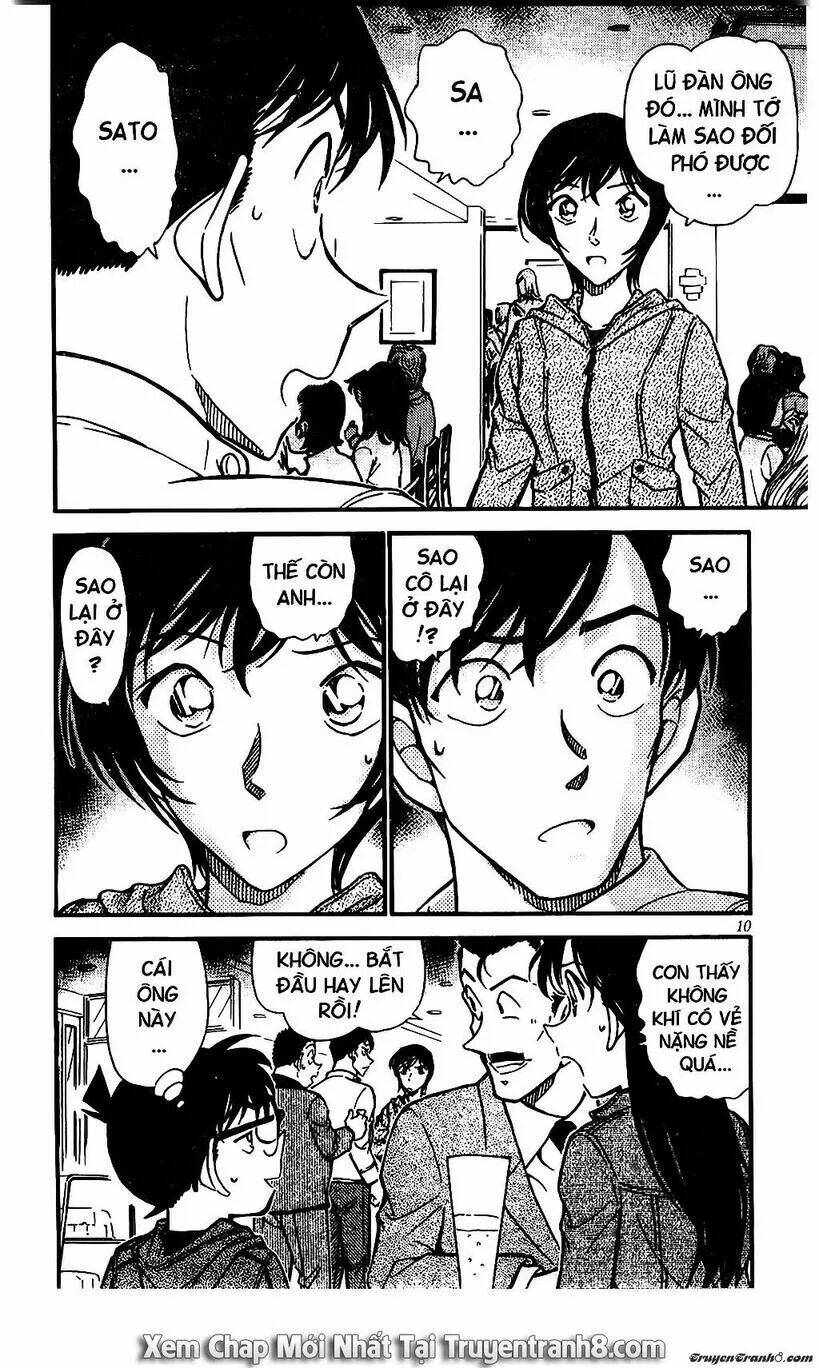 LŨ ĐÀN ÔNG
ĐÓ... MÌNH TỚ
LÀM SAO ĐỐI
PHÓ ĐƯỢC
...
SA
...
SATO
...
SAO
...
SAO
CÔ LẠI
Ở ĐÂY
!?
THẾ CÒN
ANH...
SAO
LẠI Ở
ĐÂY
?
10
CON THẤY
KHÔNG
KHÍ CÓ VẺ
NẶNG NỀ
QUÁ...
KHÔNG... BẮT
ĐẦU HAY LÊN
RỒI!
CÁI
ÔNG
NÀY
...
Xem Chap Mới Nhất Tại Truyentranh8.com
TruyenTranh8.com